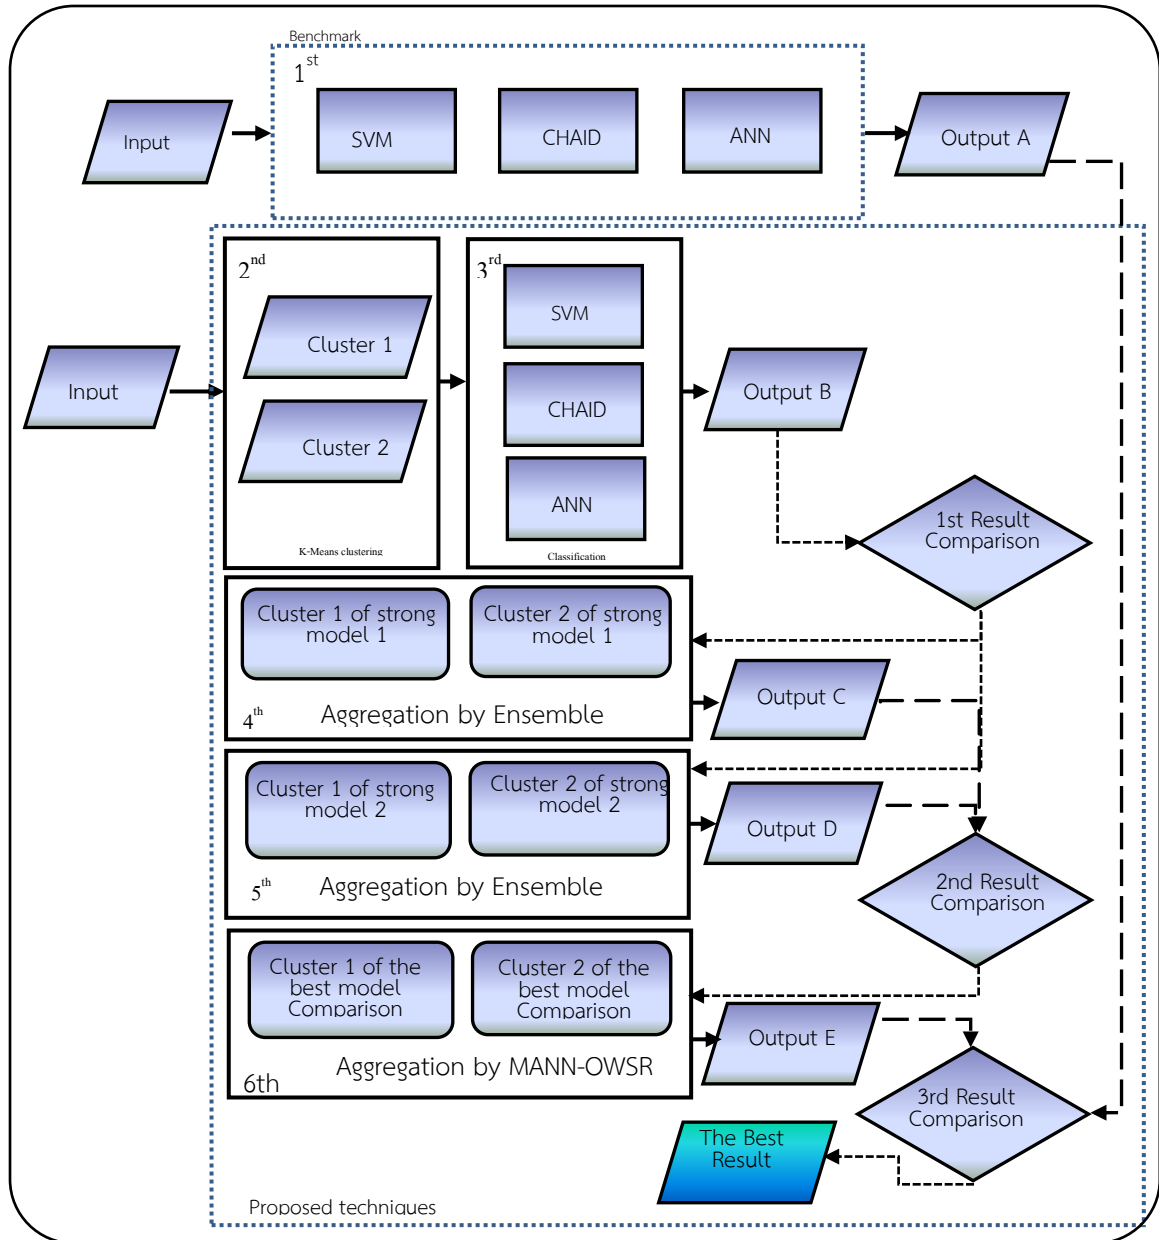 Benchmark
1st
Input
SVM
CHAID
ANN
Output A
2nd
Cluster 1
Cluster 2
K-Means clustering
3rd
SVM
CHAID
ANN
Classification
Input
Output B
1st Result
Comparison
Cluster 1 of strong
model 1
Cluster 2 of strong
model 1
4th
Aggregation by Ensemble
Output C
Cluster 1 of strong
model 2
Cluster 2 of strong
model 2
5th
Aggregation by Ensemble
Output D
2nd Result
Comparison
Cluster 1 of the
best model
Comparison
Cluster 2 of the
best model
Comparison
6th
Aggregation by MANN-OWSR
Output E
3rd Result
Comparison
The Best
Result
Proposed techniques